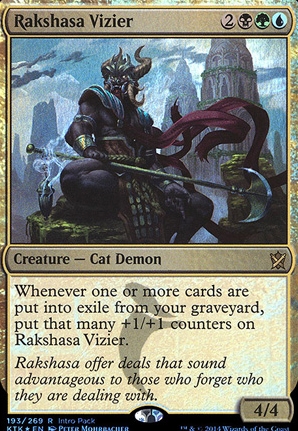 Rakshasa Vizier 2
Creature — Cat Demon
Whenever one or more cards are
put into exile from your graveyard,
put that many +1/+1 counters on
Rakshasa Vizier.
Rakshasa offer deals that sound
advantageous to those who forget who
they are dealing with.
4/4
193/269 R Intro Pack
KTK ★ EN Peter Mohrbacher
™ & © 2014 Wizards of the Coast